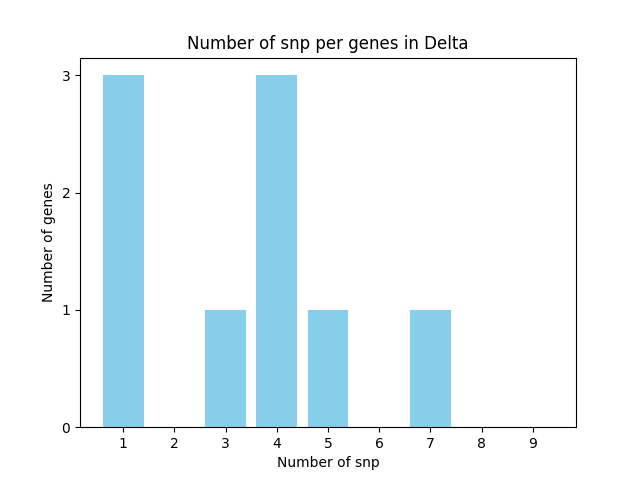 Number of snp per genes in Delta
3
2
1
0
Number of genes
1 2 3 4 5 6 7 8 9
Number of snp